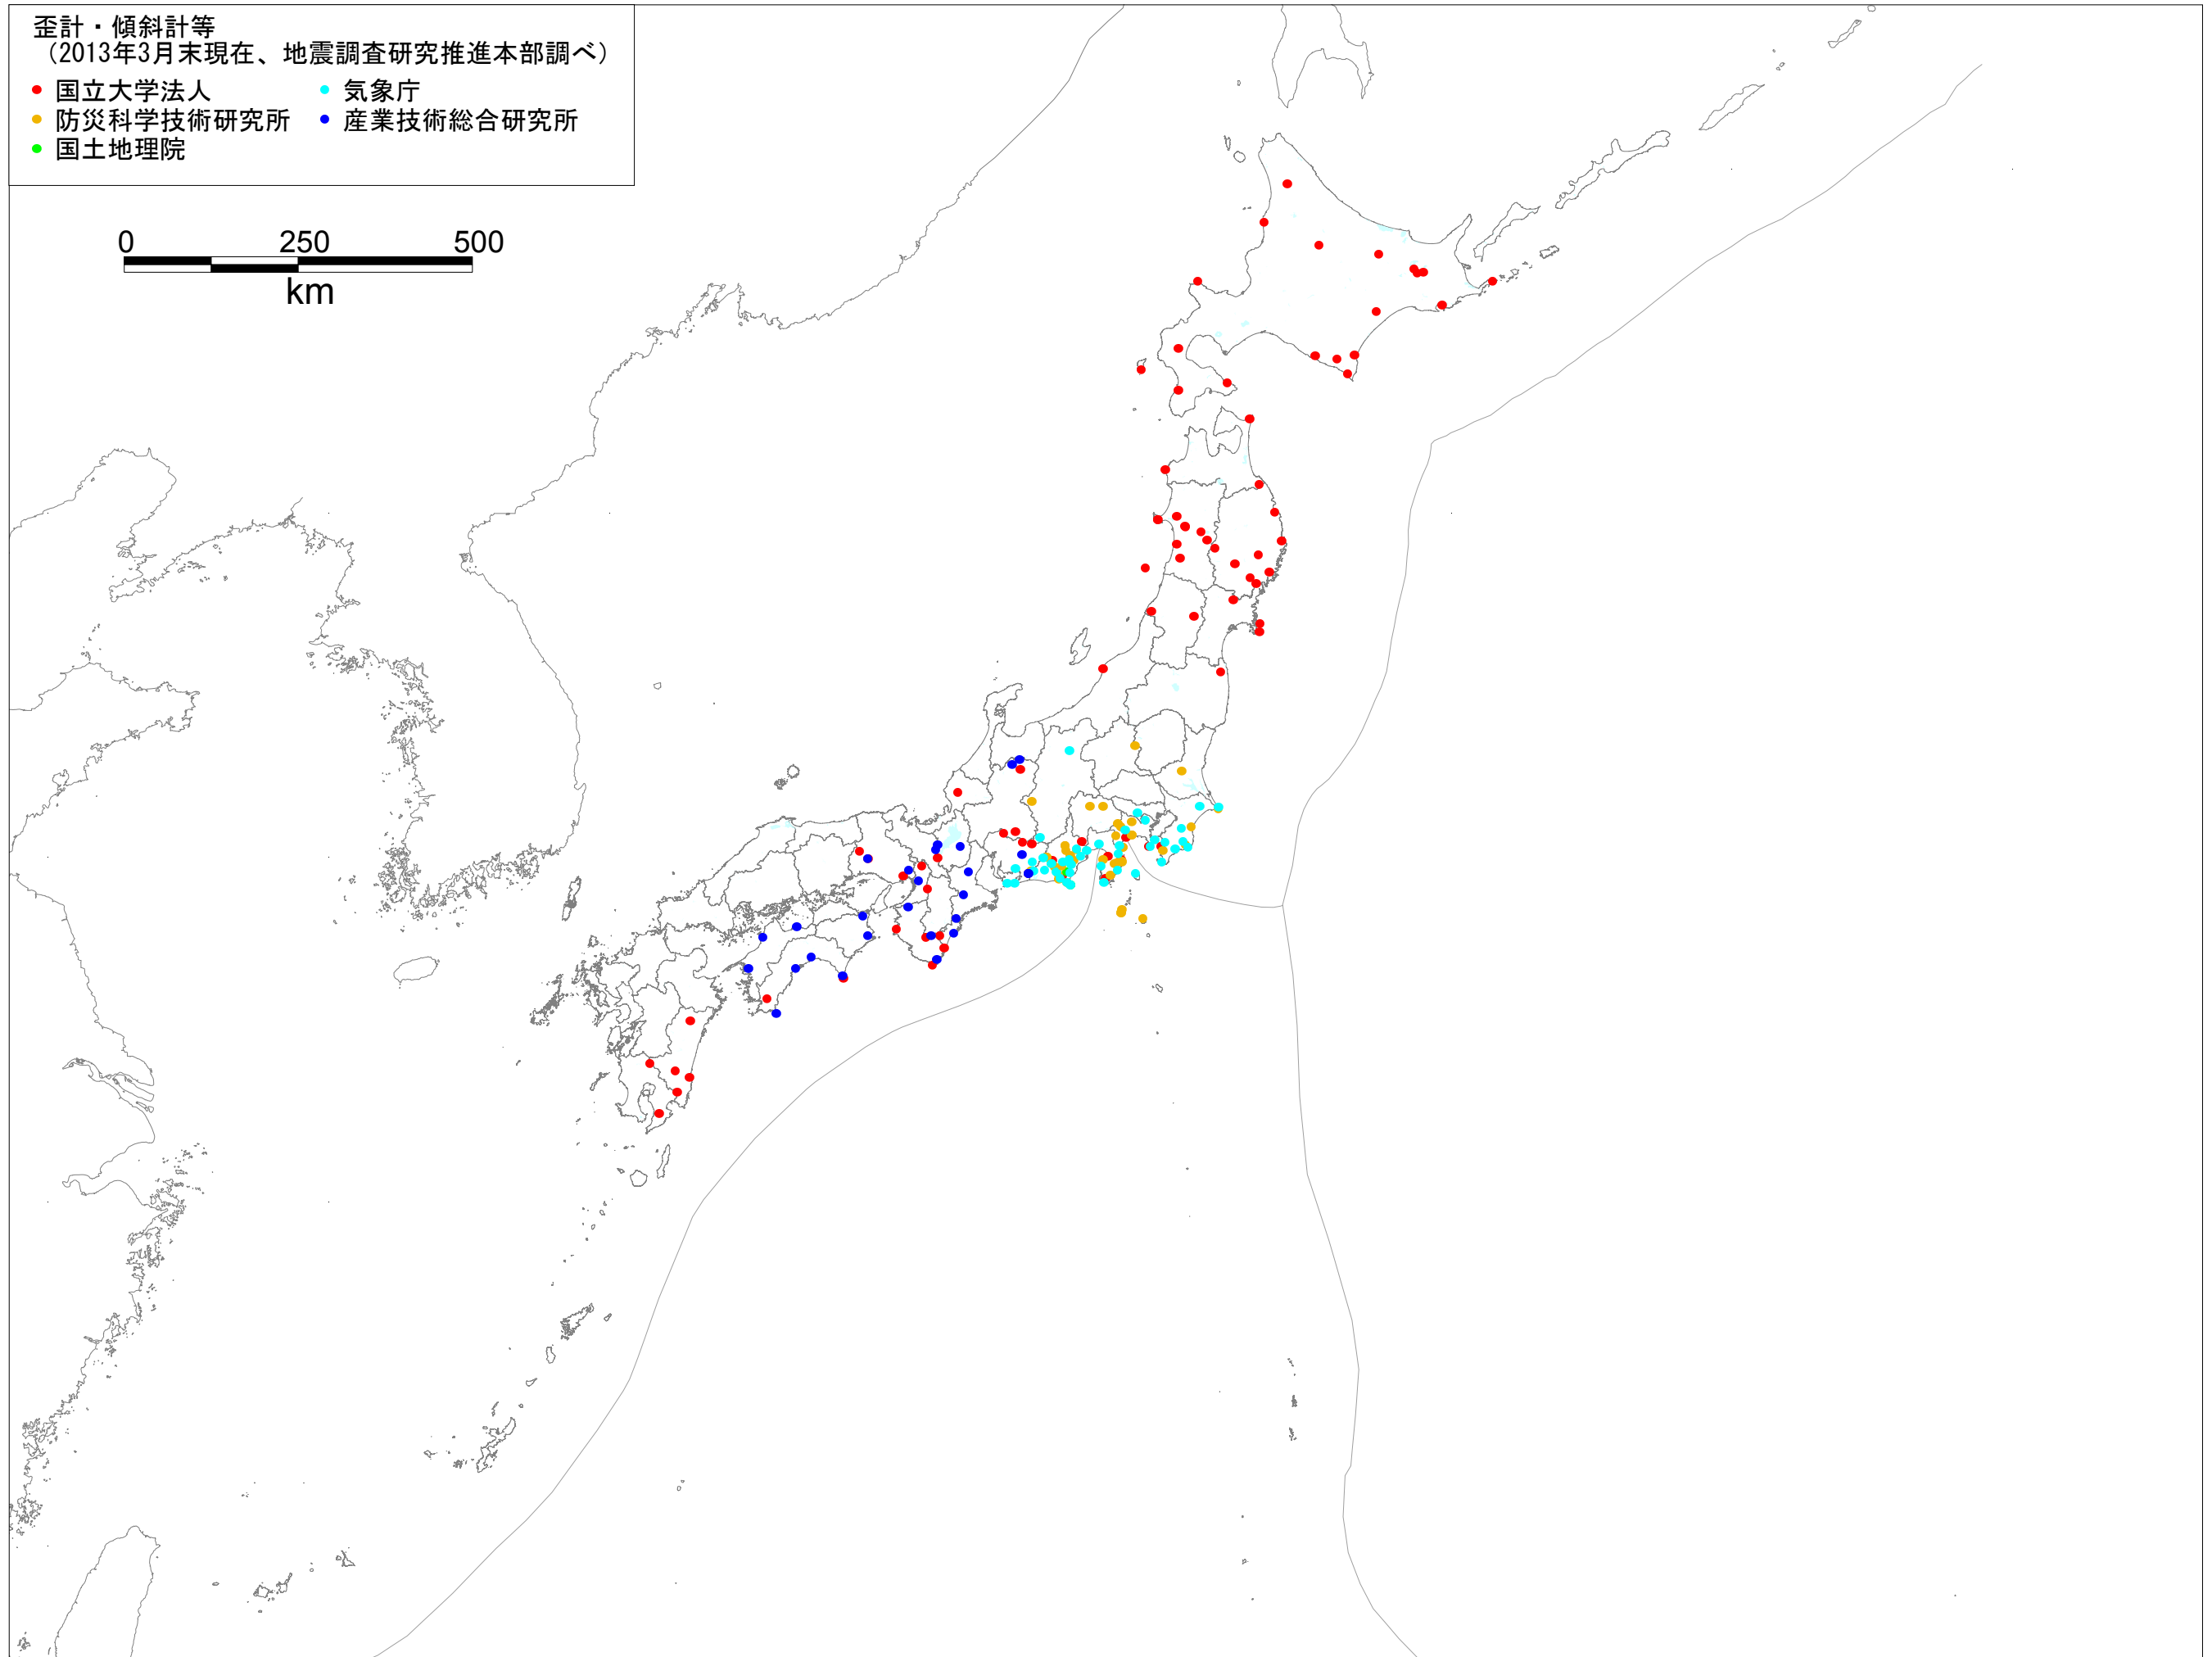 歪計・傾斜計等
（2013年3月末現在、地震調査研究推進本部調べ）
国立大学法人 気象庁
防災科学技術研究所 産業技術総合研究所
国土地理院
0 250 500
km